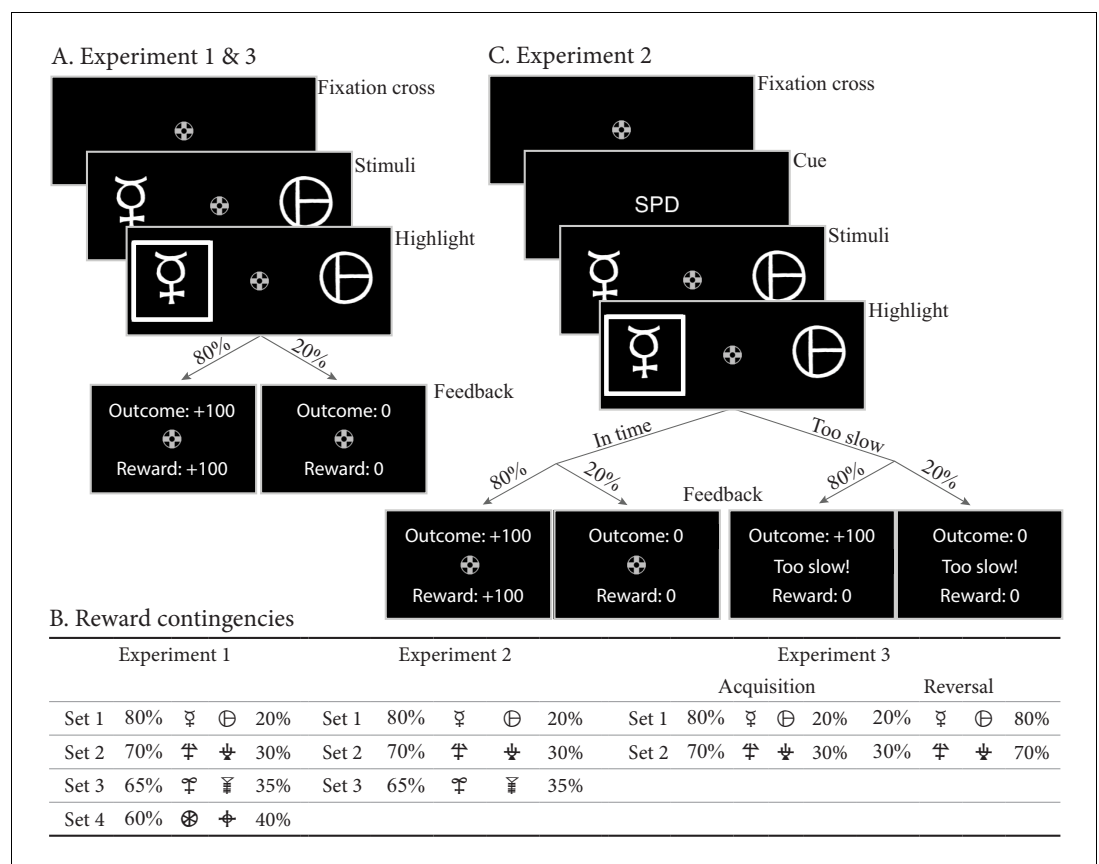 A. Experiment 1 & 3
Fixation cross
Stimuli
Highlight
80%
20%
Feedback
Outcome: +100
Reward: +100
Outcome: 0
Reward: 0
C. Experiment 2
Fixation cross
Cue
SPD
Stimuli
Highlight
In time
Too slow
80%
20%
80%
20%
Feedback
Outcome: +100
Reward: +100
Outcome: 0
Reward: 0
Outcome: +100
Too slow!
Reward: 0
Outcome: 0
Too slow!
Reward: 0
B. Reward contingencies
Experiment 1 Experiment 2 Experiment 3
Acquisition Reversal
Set 1 80% 20% Set 1 80% 20% Set 1 80% 20% 20% 80%
Set 2 70% 30% Set 2 70% 30% Set 2 70% 30% 30% 70%
Set 3 65% 35% Set 3 65% 35%
Set 4 60% 40%